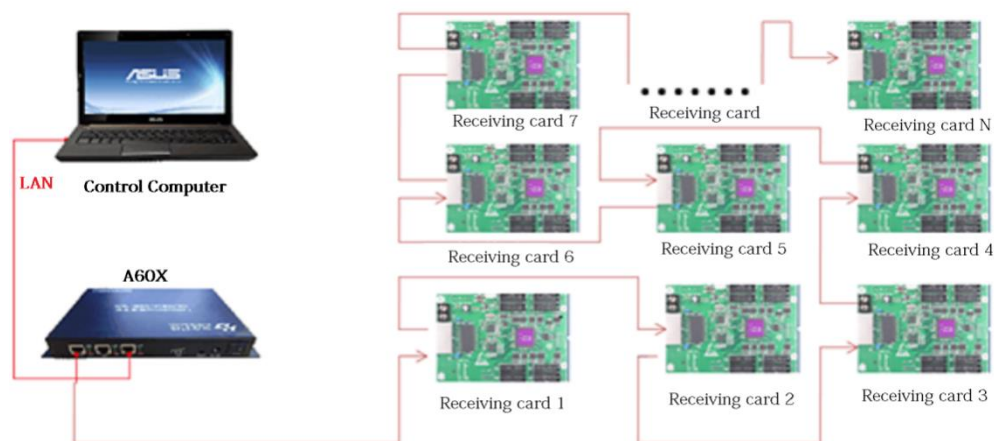 ASUS
LAN
Control Computer
A60X
Receiving card 7
Receiving card
Receiving card N
Receiving card 6
Receiving card 5
Receiving card 4
Receiving card 1
Receiving card 2
Receiving card 3